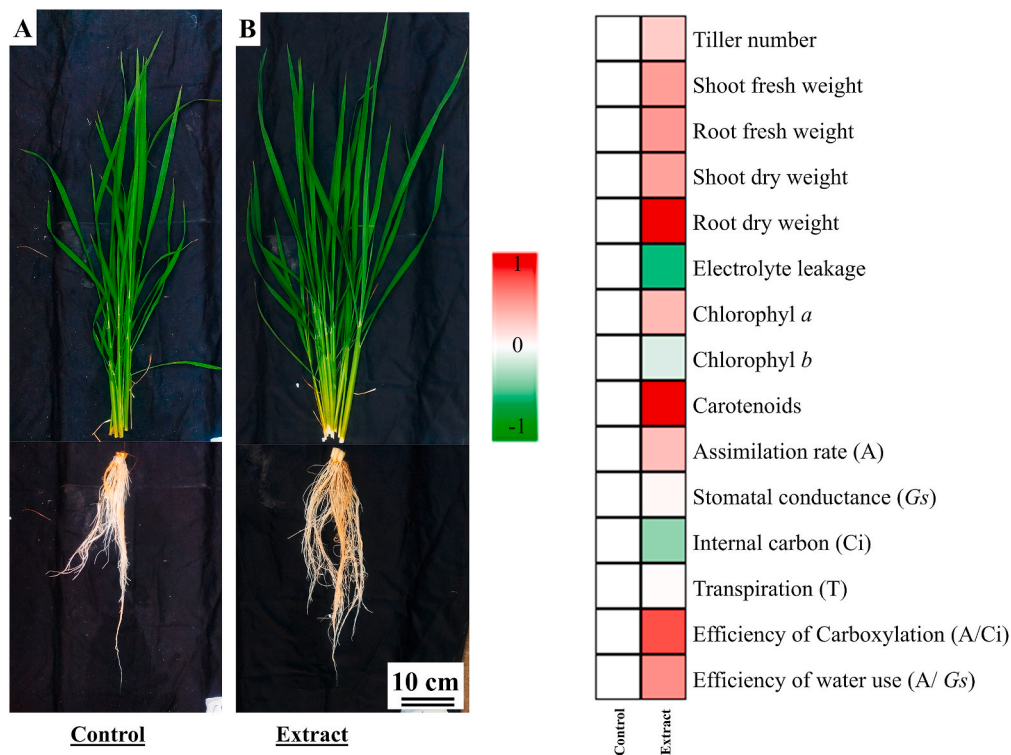 A
B
10 cm
Control
Extract
1
0
-1
Tiller number
Shoot fresh weight
Root fresh weight
Shoot dry weight
Root dry weight
Electrolyte leakage
Chlorophyl a
Chlorophyl b
Carotenoids
Assimilation rate (A)
Stomatal conductance (Gs)
Internal carbon (Ci)
Transpiration (T)
Efficiency of Carboxylation (A/Ci)
Efficiency of water use (A/ Gs)
Control
Extract